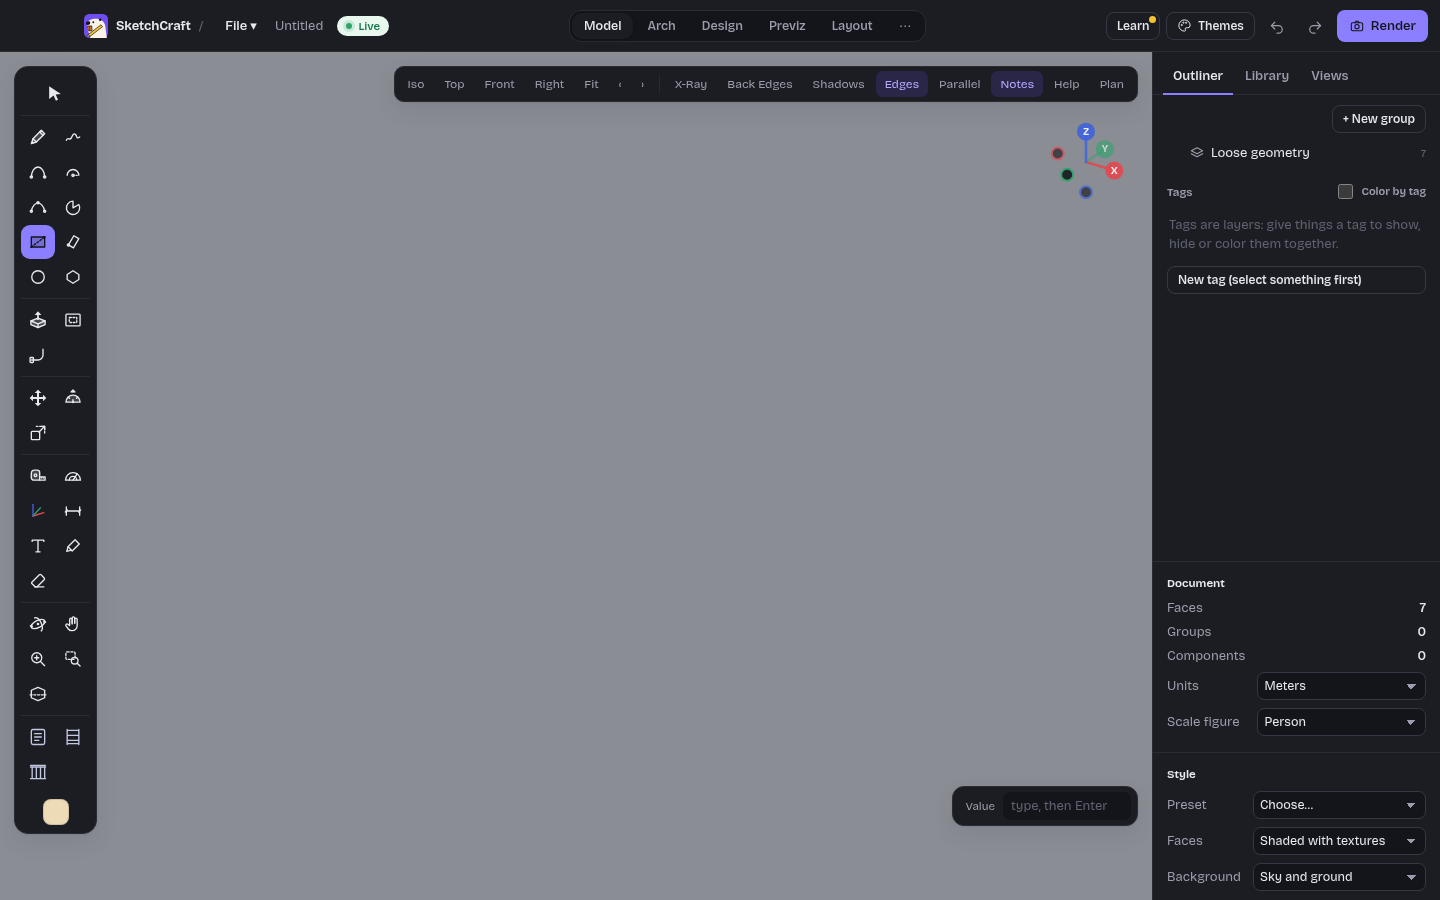 SketchCraft / File ▾ Untitled Live Model Arch Design Previz Layout ··· Learn Themes Render
Iso Top Front Right Fit ‹ › X-Ray Back Edges Shadows Edges Parallel Notes Help Plan
Outliner Library Views
+ New group
Loose geometry 7
Tags Color by tag
Tags are layers: give things a tag to show,
hide or color them together.
New tag (select something first)
Z
Y
X
Document
Faces 7
Groups 0
Components 0
Units Meters
Scale figure Person
Style
Preset Choose...
Faces Shaded with textures
Background Sky and ground
Value type, then Enter